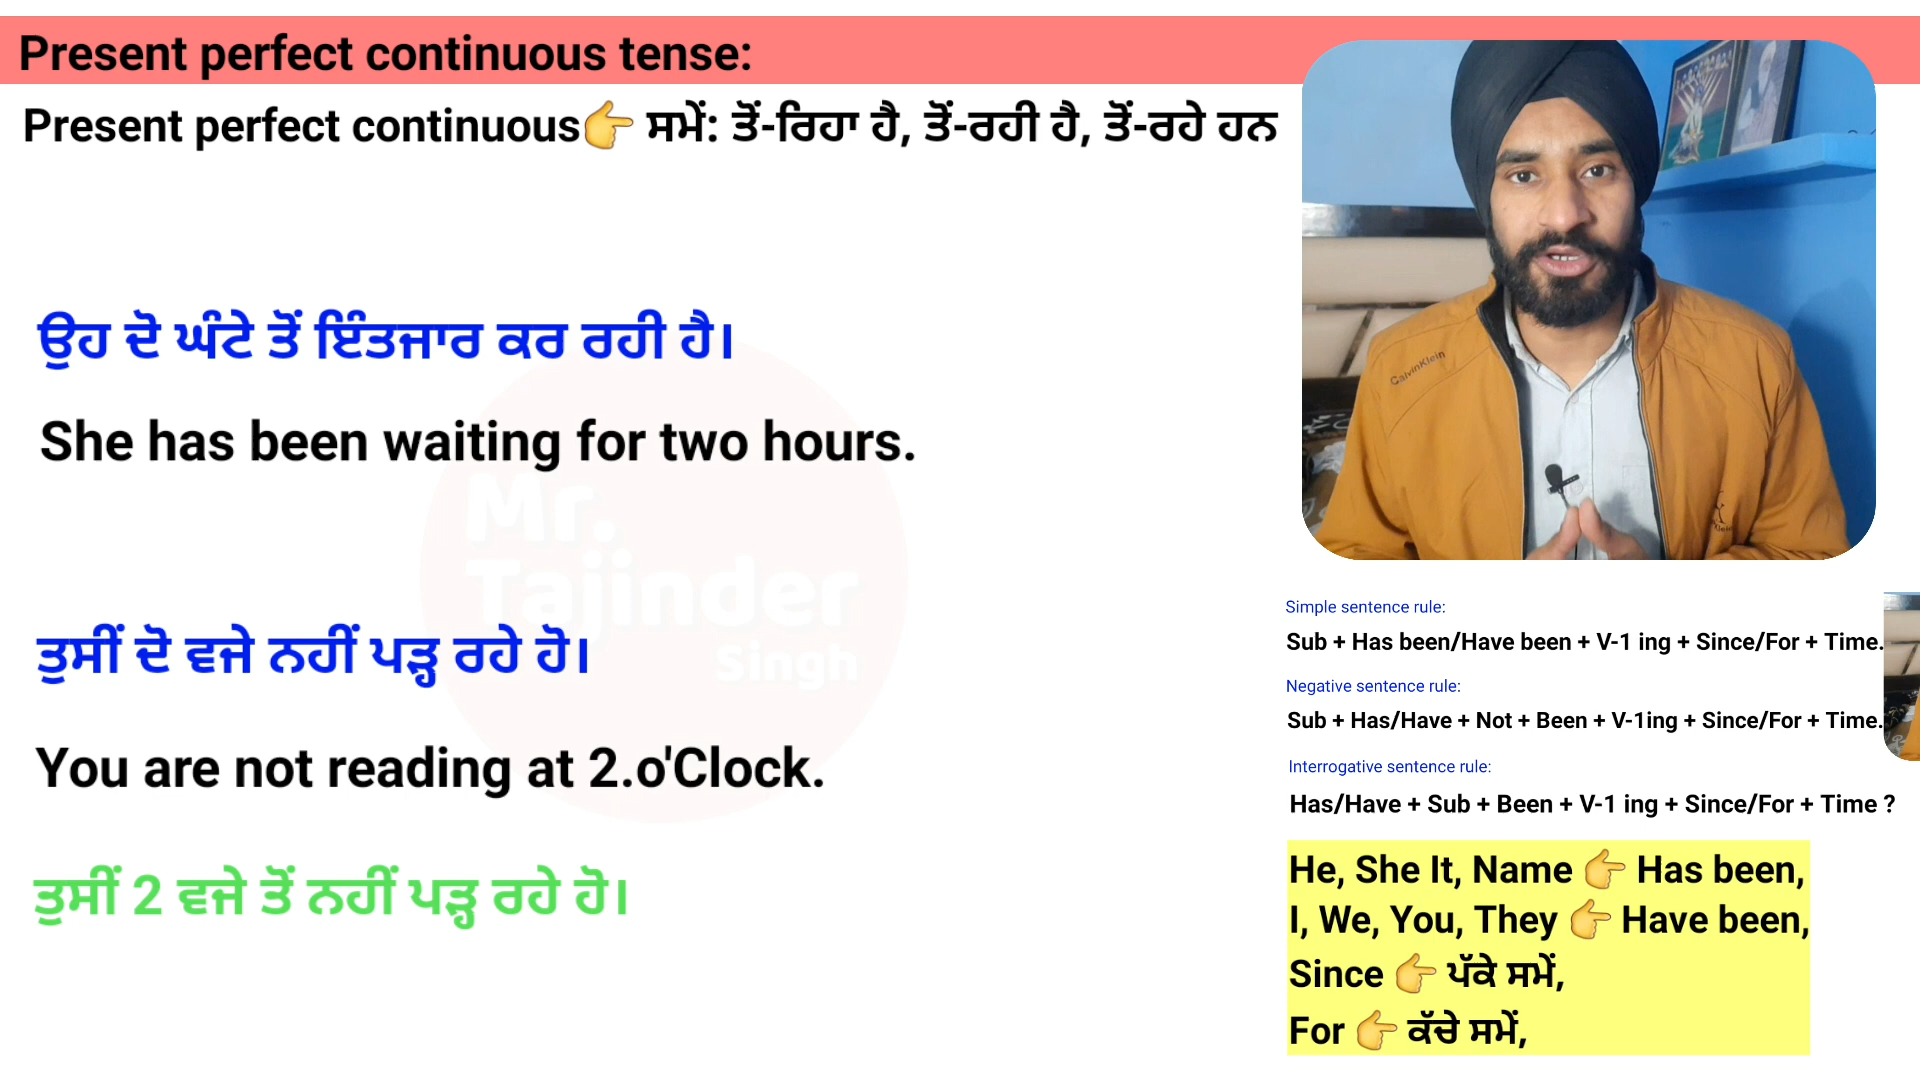 Present perfect continuous tense:
Present perfect continuous👉 ਸਮੇਂ: ਤੋਂ-ਰਿਹਾ ਹੈ, ਤੋਂ-ਰਹੀ ਹੈ, ਤੋਂ-ਰਹੇ ਹਨ
ਉਹ ਦੋ ਘੰਟੇ ਤੋਂ ਇੰਤਜਾਰ ਕਰ ਰਹੀ ਹੈ।
She has been waiting for two hours.
Mr.
Tajinder
Singh
ਤੁਸੀਂ ਦੋ ਵਜੇ ਨਹੀਂ ਪੜ੍ਹ ਰਹੇ ਹੋ।
You are not reading at 2.o'Clock.
ਤੁਸੀਂ 2 ਵਜੇ ਤੋਂ ਨਹੀਂ ਪੜ੍ਹ ਰਹੇ ਹੋ।
CalvinKlein
Simple sentence rule:
Sub + Has been/Have been + V-1 ing + Since/For + Time.
Negative sentence rule:
Sub + Has/Have + Not + Been + V-1ing + Since/For + Time.
Interrogative sentence rule:
Has/Have + Sub + Been + V-1 ing + Since/For + Time ?
He, She It, Name 👉 Has been,
I, We, You, They 👉 Have been,
Since 👉 ਪੱਕੇ ਸਮੇਂ,
For 👉 ਕੱਚੇ ਸਮੇਂ,